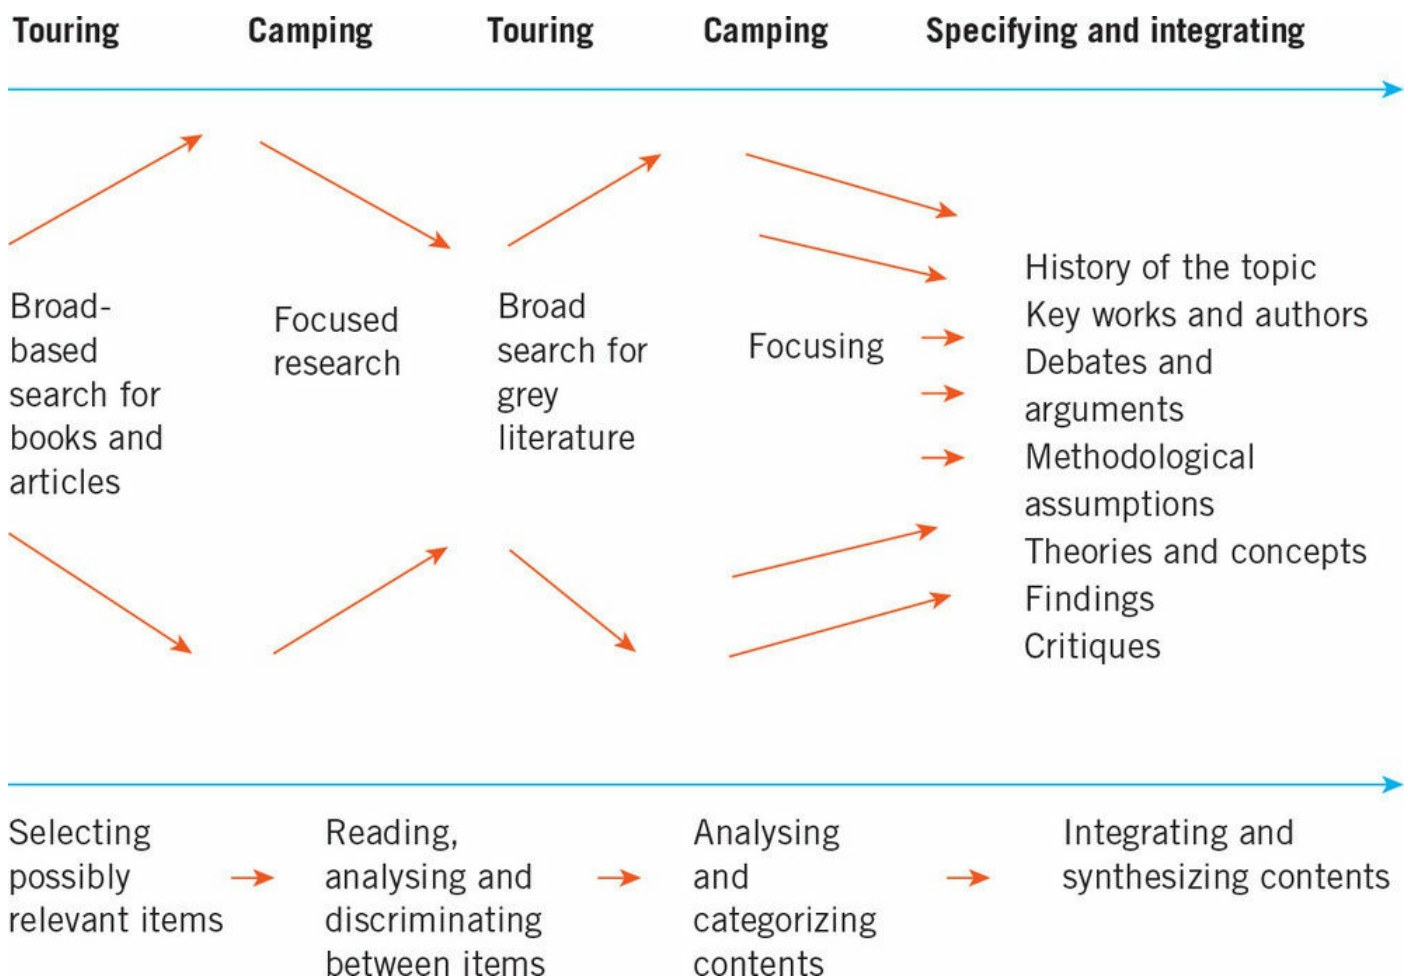 Touring Camping Touring Camping Specifying and integrating
Broad-
based
search for
books and
articles
Focused
research
Broad
search for
grey
literature
Focusing
History of the topic
Key works and authors
Debates and
arguments
Methodological
assumptions
Theories and concepts
Findings
Critiques
Selecting
possibly
relevant items
Reading,
analysing and
discriminating
between items
Analysing
and
categorizing
contents
Integrating and
synthesizing contents